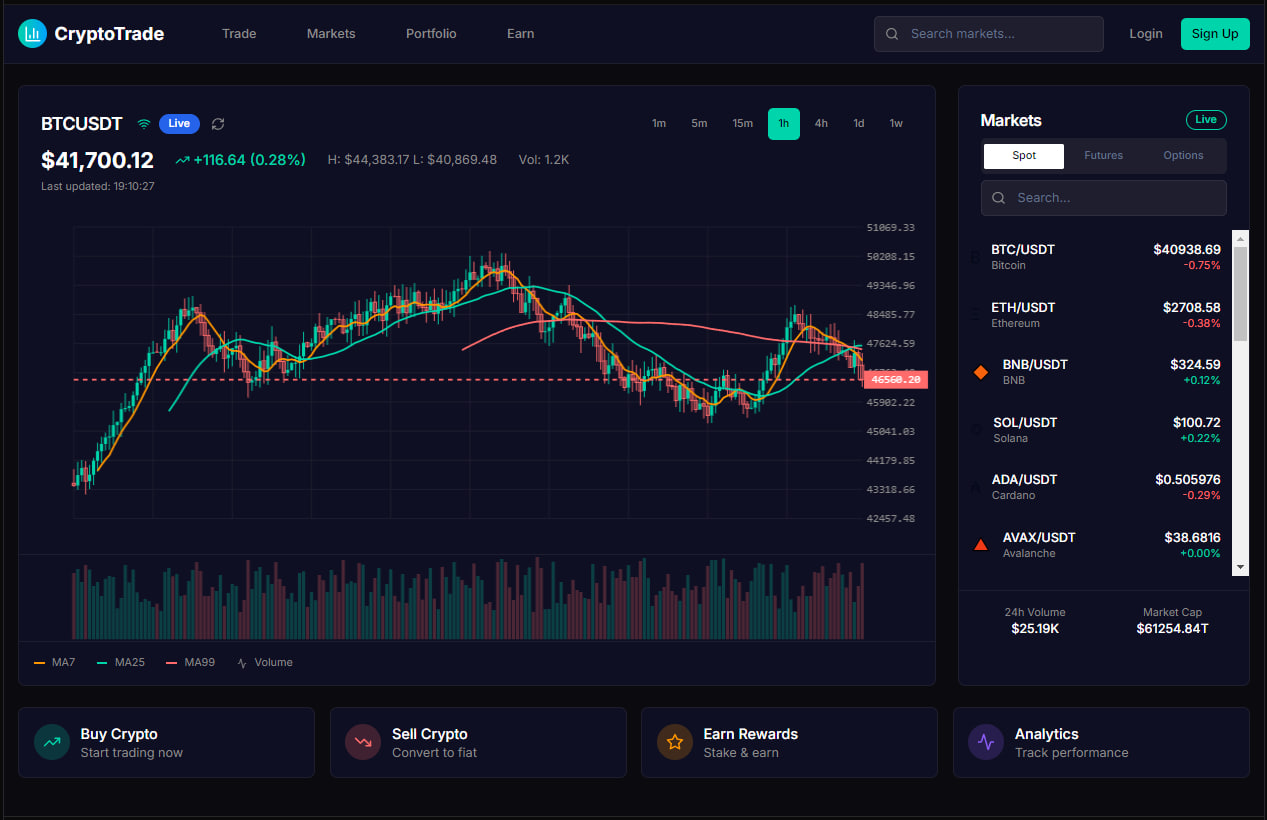 CryptoTrade Trade Markets Portfolio Earn Search markets... Login Sign Up
BTCUSDT Live 1m 5m 15m 1h 4h 1d 1w
$41,700.12 +116.64 (0.28%) H: $44,383.17 L: $40,869.48 Vol: 1.2K
Last updated: 19:10:27
51069.33
50208.15
49346.96
48485.77
47624.59
46560.20
45902.22
45041.03
44179.85
43318.66
42457.48
MA7 MA25 MA99 Volume
Markets Live
Spot Futures Options
Search...
BTC/USDT $40938.69
Bitcoin -0.75%
ETH/USDT $2708.58
Ethereum -0.38%
BNB/USDT $324.59
BNB +0.12%
SOL/USDT $100.72
Solana +0.22%
ADA/USDT $0.505976
Cardano -0.29%
AVAX/USDT $38.6816
Avalanche +0.00%
24h Volume Market Cap
$25.19K $61254.84T
Buy Crypto
Start trading now
Sell Crypto
Convert to fiat
Earn Rewards
Stake & earn
Analytics
Track performance